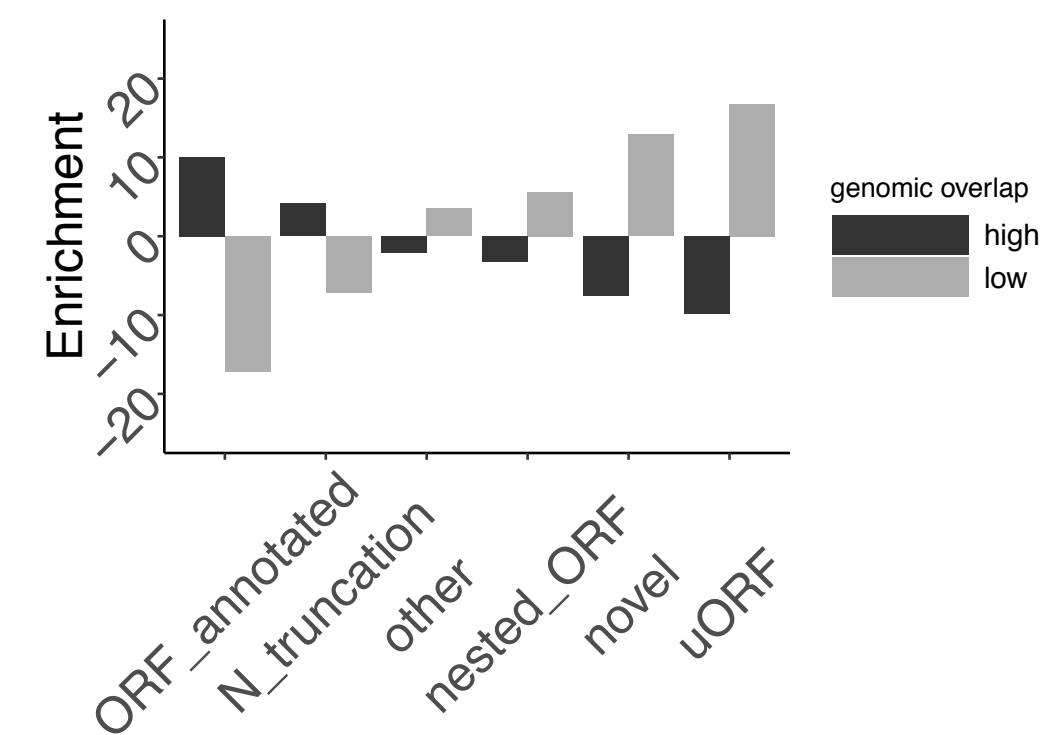 Enrichment
20
10
0
−10
−20
ORF_annotated
N_truncation
other
nested_ORF
novel
uORF
genomic overlap
high
low